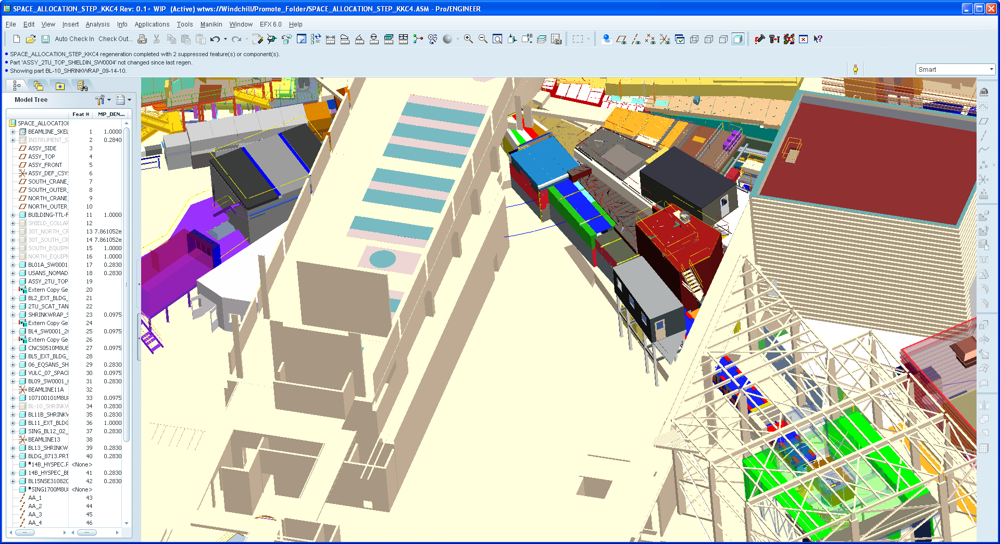 SPACE_ALLOCATION_STEP_KKC4 Rev: 0.1+ WIP (Active) wtws://Windchill/Promote_Folder/SPACE_ALLOCATION_STEP_KKC4.ASM - Pro/ENGINEER
File Edit View Insert Analysis Info Applications Tools Manikin Window EFX 6.0 Help
Auto Check In Check Out...
• SPACE_ALLOCATION_STEP_KKC4 regeneration completed with 2 suppressed feature(s) or component(s).
• Part 'ASSY_2TU_TOP_SHIELDIN_SW0004' not changed since last regen.
• Showing part BL-10_SHRINKWRAP_09-14-10.
Smart
Model Tree
Feat # MP_DEN...
SPACE_ALLOCATION
BEAMLINE_SKEL 1 1.0000
INSTRUMENT_S 2 0.2840
ASSY_SIDE 3
ASSY_TOP 4
ASSY_FRONT 5
ASSY_DEF_CSYS 6
SOUTH_CRANE_ 7
SOUTH_OUTER_ 8
NORTH_CRANE_ 9
NORTH_OUTER_ 10
BUILDING-TTL-F 11 1.0000
SHIELD_COLLAP 12
30T_NORTH_CR 13 7.861052e
30T_SOUTH_CR 14 7.861052e
SOUTH_EQUIPM 15 1.0000
NORTH_EQUIPM 16 1.0000
BL01A_SW0001 17 0.2830
USANS_NOMAD 18 0.2830
ASSY_2TU_TOP 19
Extern Copy Ge 20
BL2_EXT_BLDG_ 21
2TU_SCAT_TAN 22
SHRINKWRAP_S 23 0.0975
Extern Copy Ge 24
BL4_SW0001_20 25 0.0975
Extern Copy Ge 26
CNCS0510M8U8 27 0.0975
BL5_EXT_BLDG_ 28
06_EQSANS_SH 29 0.2830
VULC_07_SPACI 30 0.0975
BL09_SW0001_ 31 0.2830
BEAMLINE11A 32
107100101M8U 33 0.0975
BL-10_SHRINKW 34 0.2830
BL11B_SHRINKW 35 0.2830
BL11_EXT_BLDG 36 1.0000
SING_BL12_02_ 37 0.2830
BEAMLINE13 38
BL13_SHRINKW 39 0.2830
BLDG_8713.PRT 40 0.2830
14B_HYSPEC.F <None>
14B_HYSPEC_BE 41 0.2830
BL15NSE310820 42 0.2830
SING1700M8U <None>
AA_1 43
AA_2 44
AA_3 45
AA_4 46